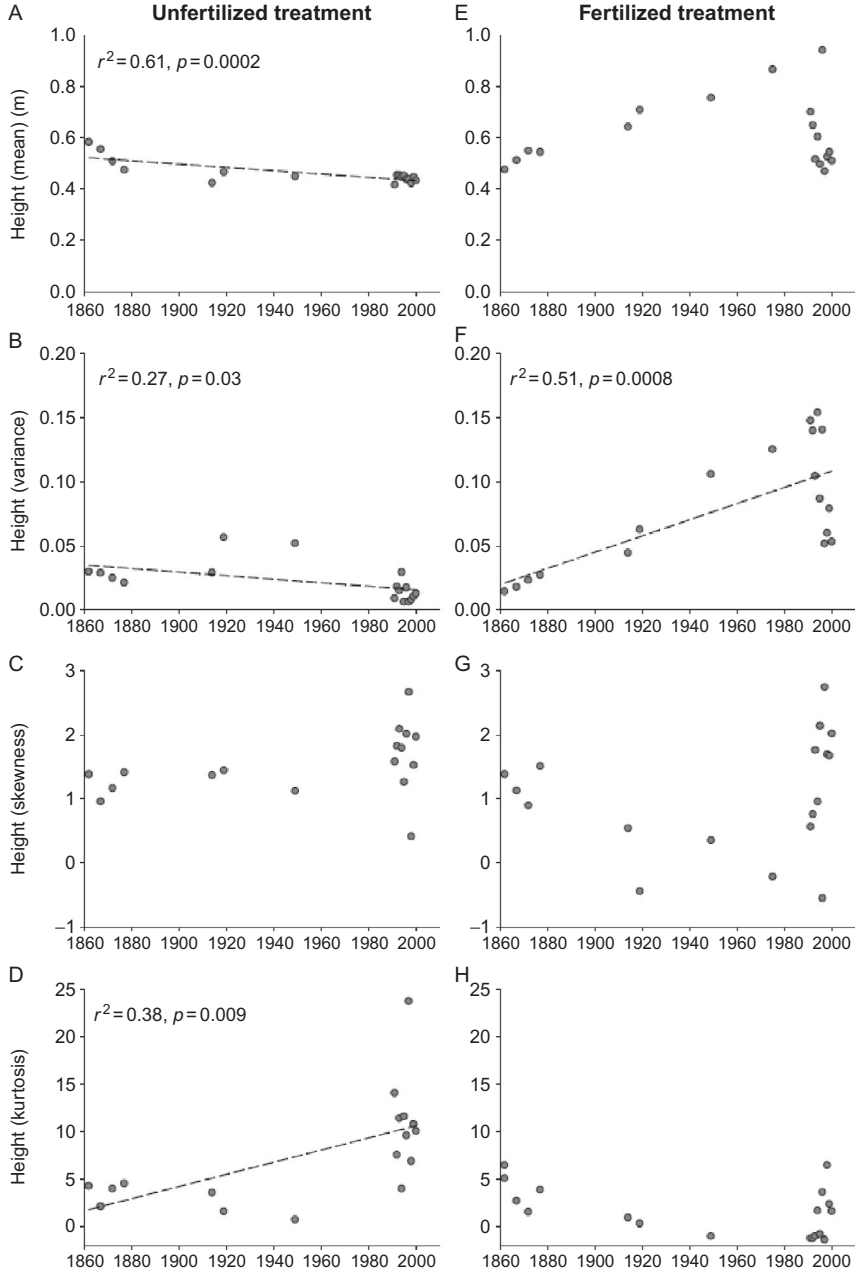 Unfertilized treatment
Fertilized treatment
A
Height (mean) (m)
1.0
0.8
0.6
0.4
0.2
0.0
r² = 0.61, p = 0.0002
1860 1880 1900 1920 1940 1960 1980 2000
E
1.0
0.8
0.6
0.4
0.2
0.0
1860 1880 1900 1920 1940 1960 1980 2000
B
Height (variance)
0.20
0.15
0.10
0.05
0.00
r² = 0.27, p = 0.03
1860 1880 1900 1920 1940 1960 1980 2000
F
0.20
0.15
0.10
0.05
0.00
r² = 0.51, p = 0.0008
1860 1880 1900 1920 1940 1960 1980 2000
C
Height (skewness)
3
2
1
0
–1
1860 1880 1900 1920 1940 1960 1980 2000
G
3
2
1
0
–1
1860 1880 1900 1920 1940 1960 1980 2000
D
Height (kurtosis)
25
20
15
10
5
0
r² = 0.38, p = 0.009
1860 1880 1900 1920 1940 1960 1980 2000
H
25
20
15
10
5
0
1860 1880 1900 1920 1940 1960 1980 2000